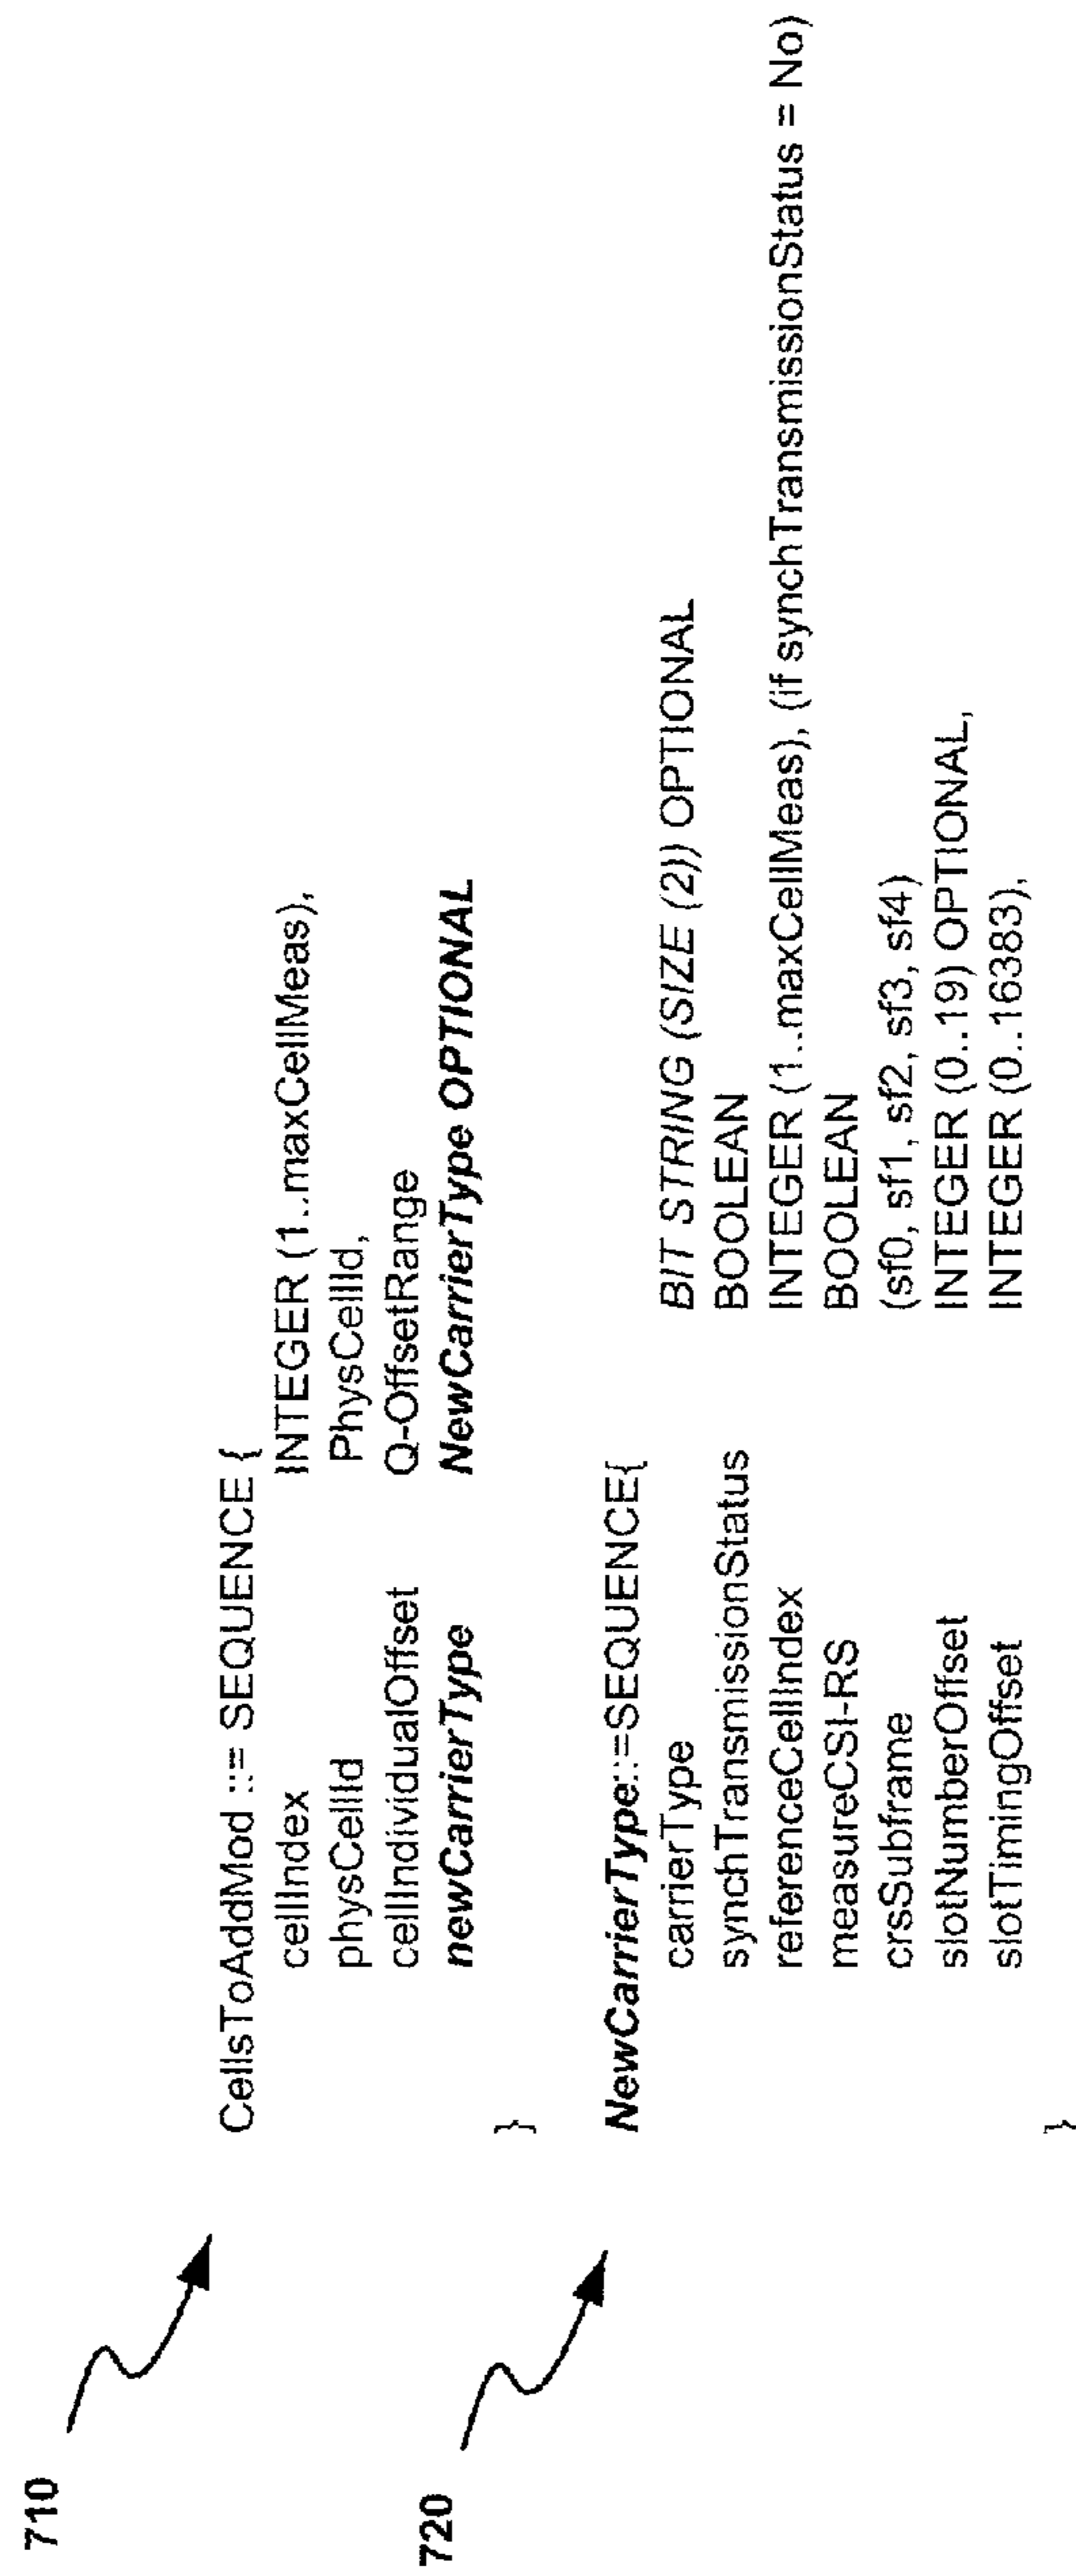 710
CellsToAddMod ::= SEQUENCE {
cellIndex INTEGER (1..maxCellMeas),
physCellId PhysCellId,
cellIndividualOffset Q-OffsetRange
newCarrierType NewCarrierType OPTIONAL
}
720
NewCarrierType::=SEQUENCE{
carrierType BIT STRING (SIZE (2)) OPTIONAL
synchTransmissionStatus BOOLEAN
referenceCellIndex INTEGER (1..maxCellMeas), (if synchTransmissionStatus = No)
measureCSI-RS BOOLEAN
crsSubframe (sf0, sf1, sf2, sf3, sf4)
slotNumberOffset INTEGER (0..19) OPTIONAL,
slotTimingOffset INTEGER (0..16383),
}